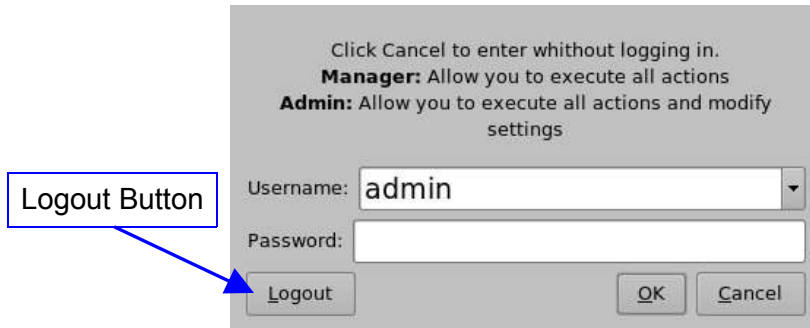 Click Cancel to enter whithout logging in.
Manager: Allow you to execute all actions
Admin: Allow you to execute all actions and modify
settings
Username: admin
Logout Button
Password:
Logout
OK
Cancel